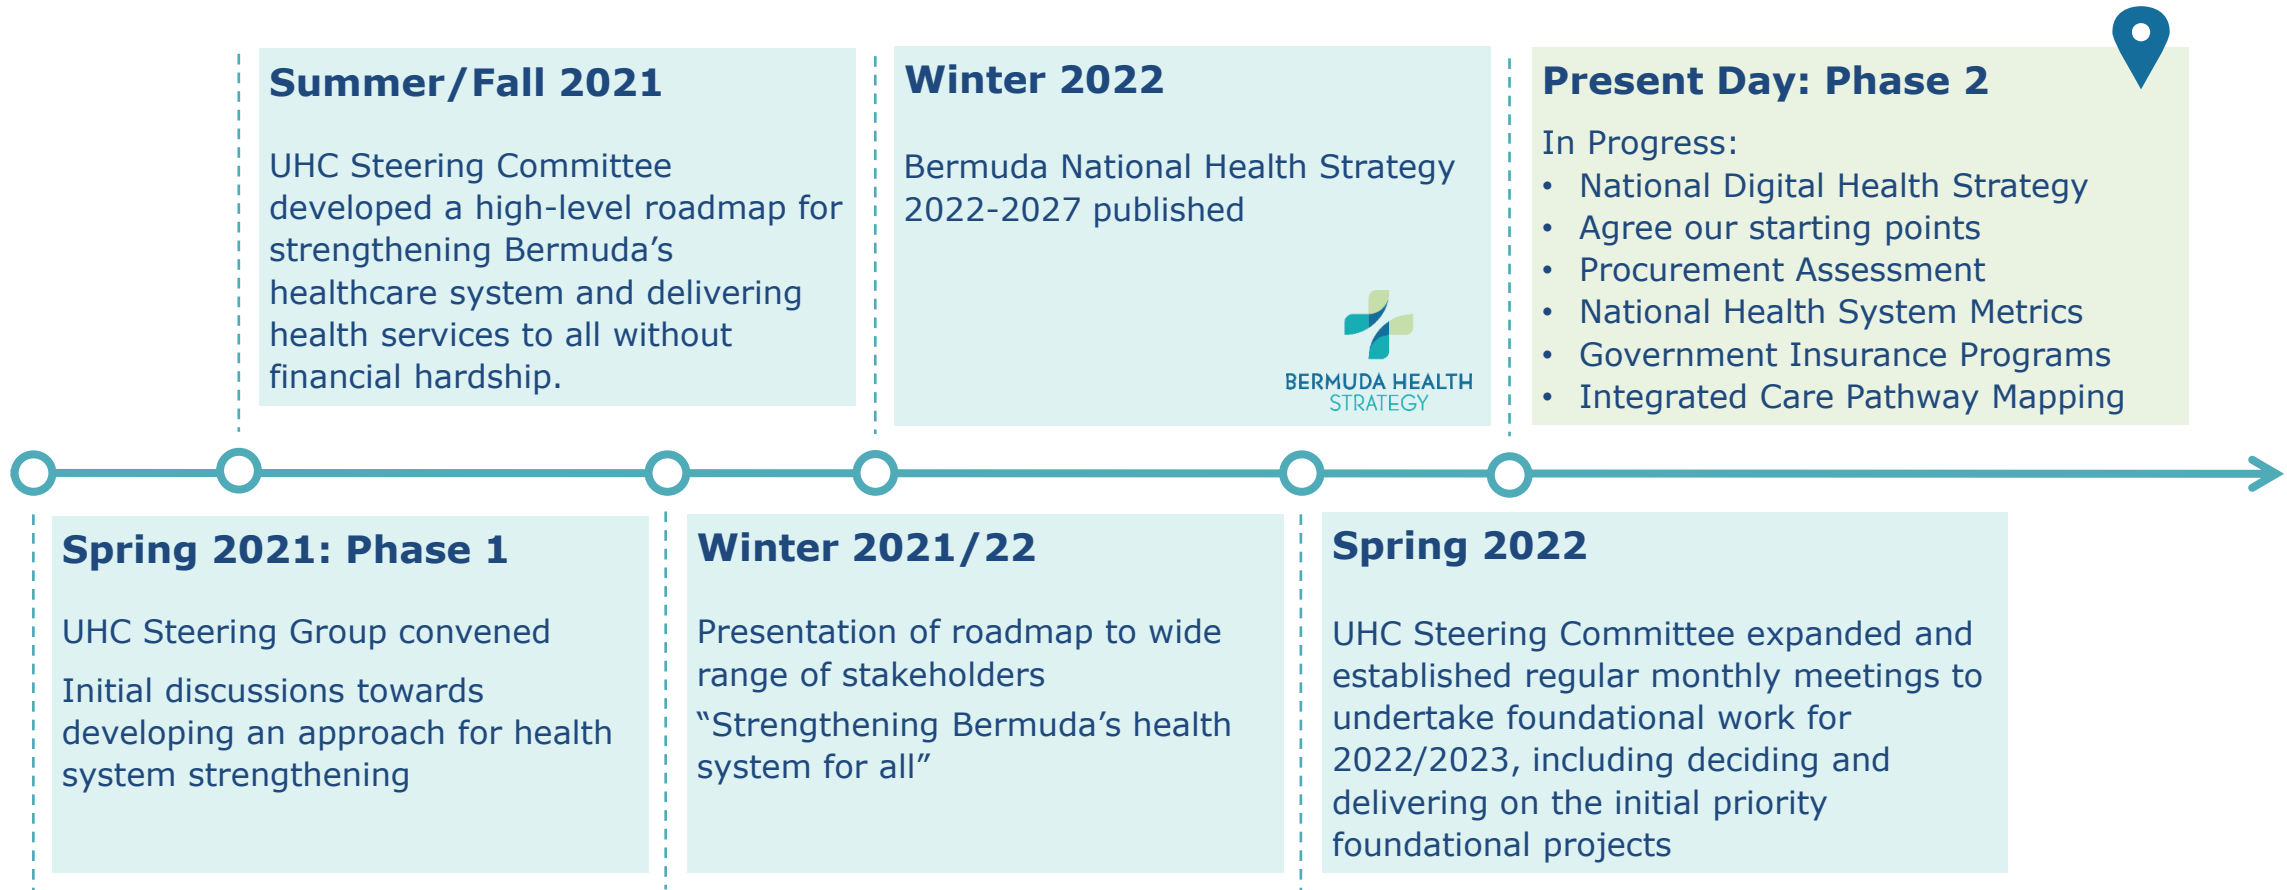 Summer/Fall 2021
UHC Steering Committee
developed a high-level roadmap for
strengthening Bermuda’s
healthcare system and delivering
health services to all without
financial hardship.
Winter 2022
Bermuda National Health Strategy
2022-2027 published
BERMUDA HEALTH
STRATEGY
Present Day: Phase 2
In Progress:
• National Digital Health Strategy
• Agree our starting points
• Procurement Assessment
• National Health System Metrics
• Government Insurance Programs
• Integrated Care Pathway Mapping
Spring 2021: Phase 1
UHC Steering Group convened
Initial discussions towards
developing an approach for health
system strengthening
Winter 2021/22
Presentation of roadmap to wide
range of stakeholders
“Strengthening Bermuda’s health
system for all”
Spring 2022
UHC Steering Committee expanded and
established regular monthly meetings to
undertake foundational work for
2022/2023, including deciding and
delivering on the initial priority
foundational projects